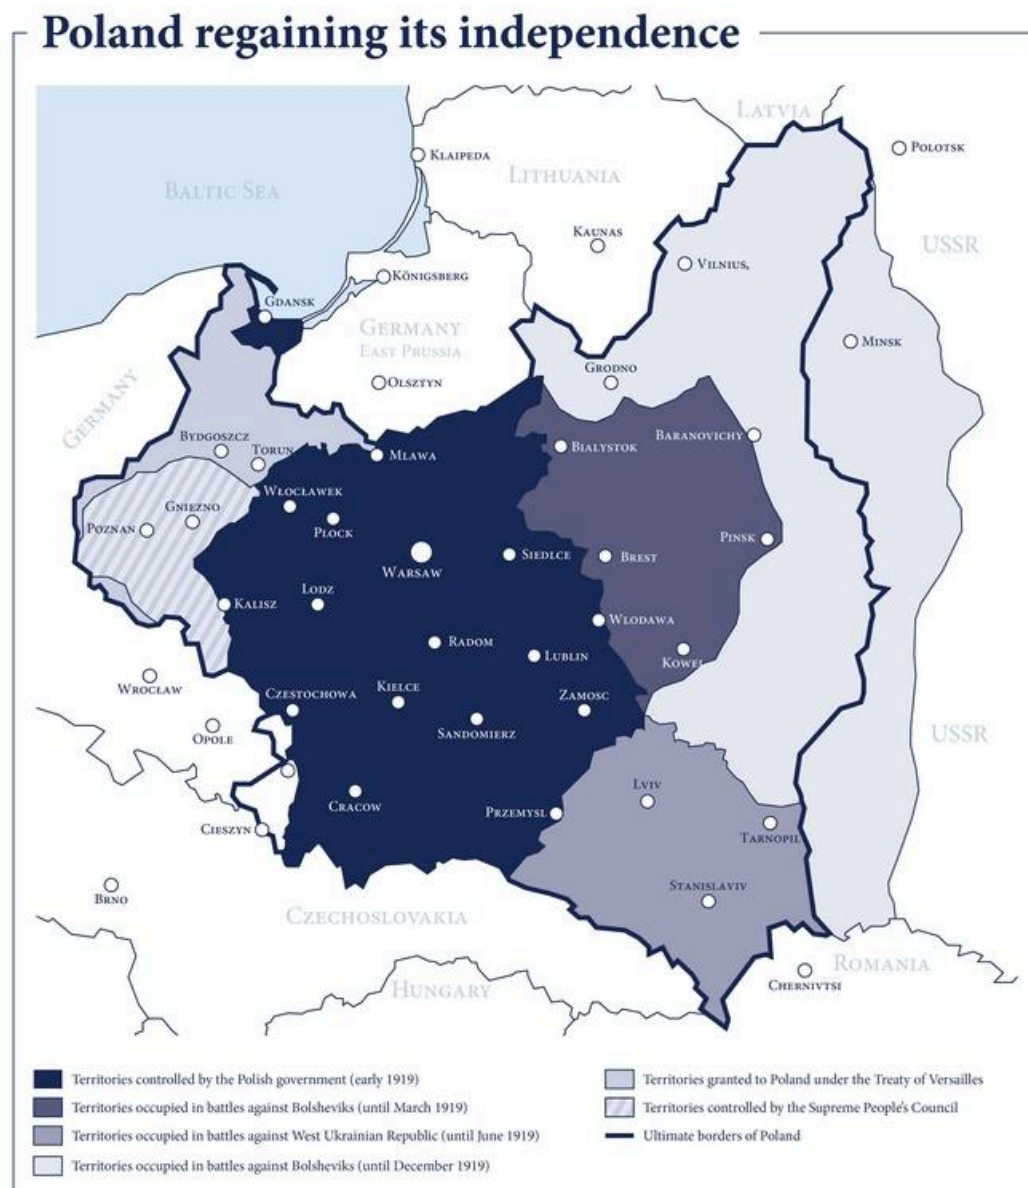 Poland regaining its independence
Latvia
Polotsk
Klaipeda
Baltic Sea
Lithuania
Kaunas
USSR
Vilnius,
Königsberg
Gdansk
Germany
East Prussia
Minsk
Grodno
Olsztyn
Germany
Bydgoszcz
Torun
Mlawa
Bialystok
Baranovichy
Włocławek
Gniezno
Poznan
Plock
Pinsk
Siedlce
Brest
Warsaw
Kalisz
Lodz
Wlodawa
Radom
Lublin
Kowel
Wrocław
Czestochowa
Kielce
Zamosc
Opole
Sandomierz
USSR
Lviv
Cracow
Przemysl
Cieszyn
Tarnopil
Stanislaviv
Brno
Czechoslovakia
Romania
Hungary
Chernivtsi
Territories controlled by the Polish government (early 1919)
Territories occupied in battles against Bolsheviks (until March 1919)
Territories occupied in battles against West Ukrainian Republic (until June 1919)
Territories occupied in battles against Bolsheviks (until December 1919)
Territories granted to Poland under the Treaty of Versailles
Territories controlled by the Supreme People's Council
Ultimate borders of Poland